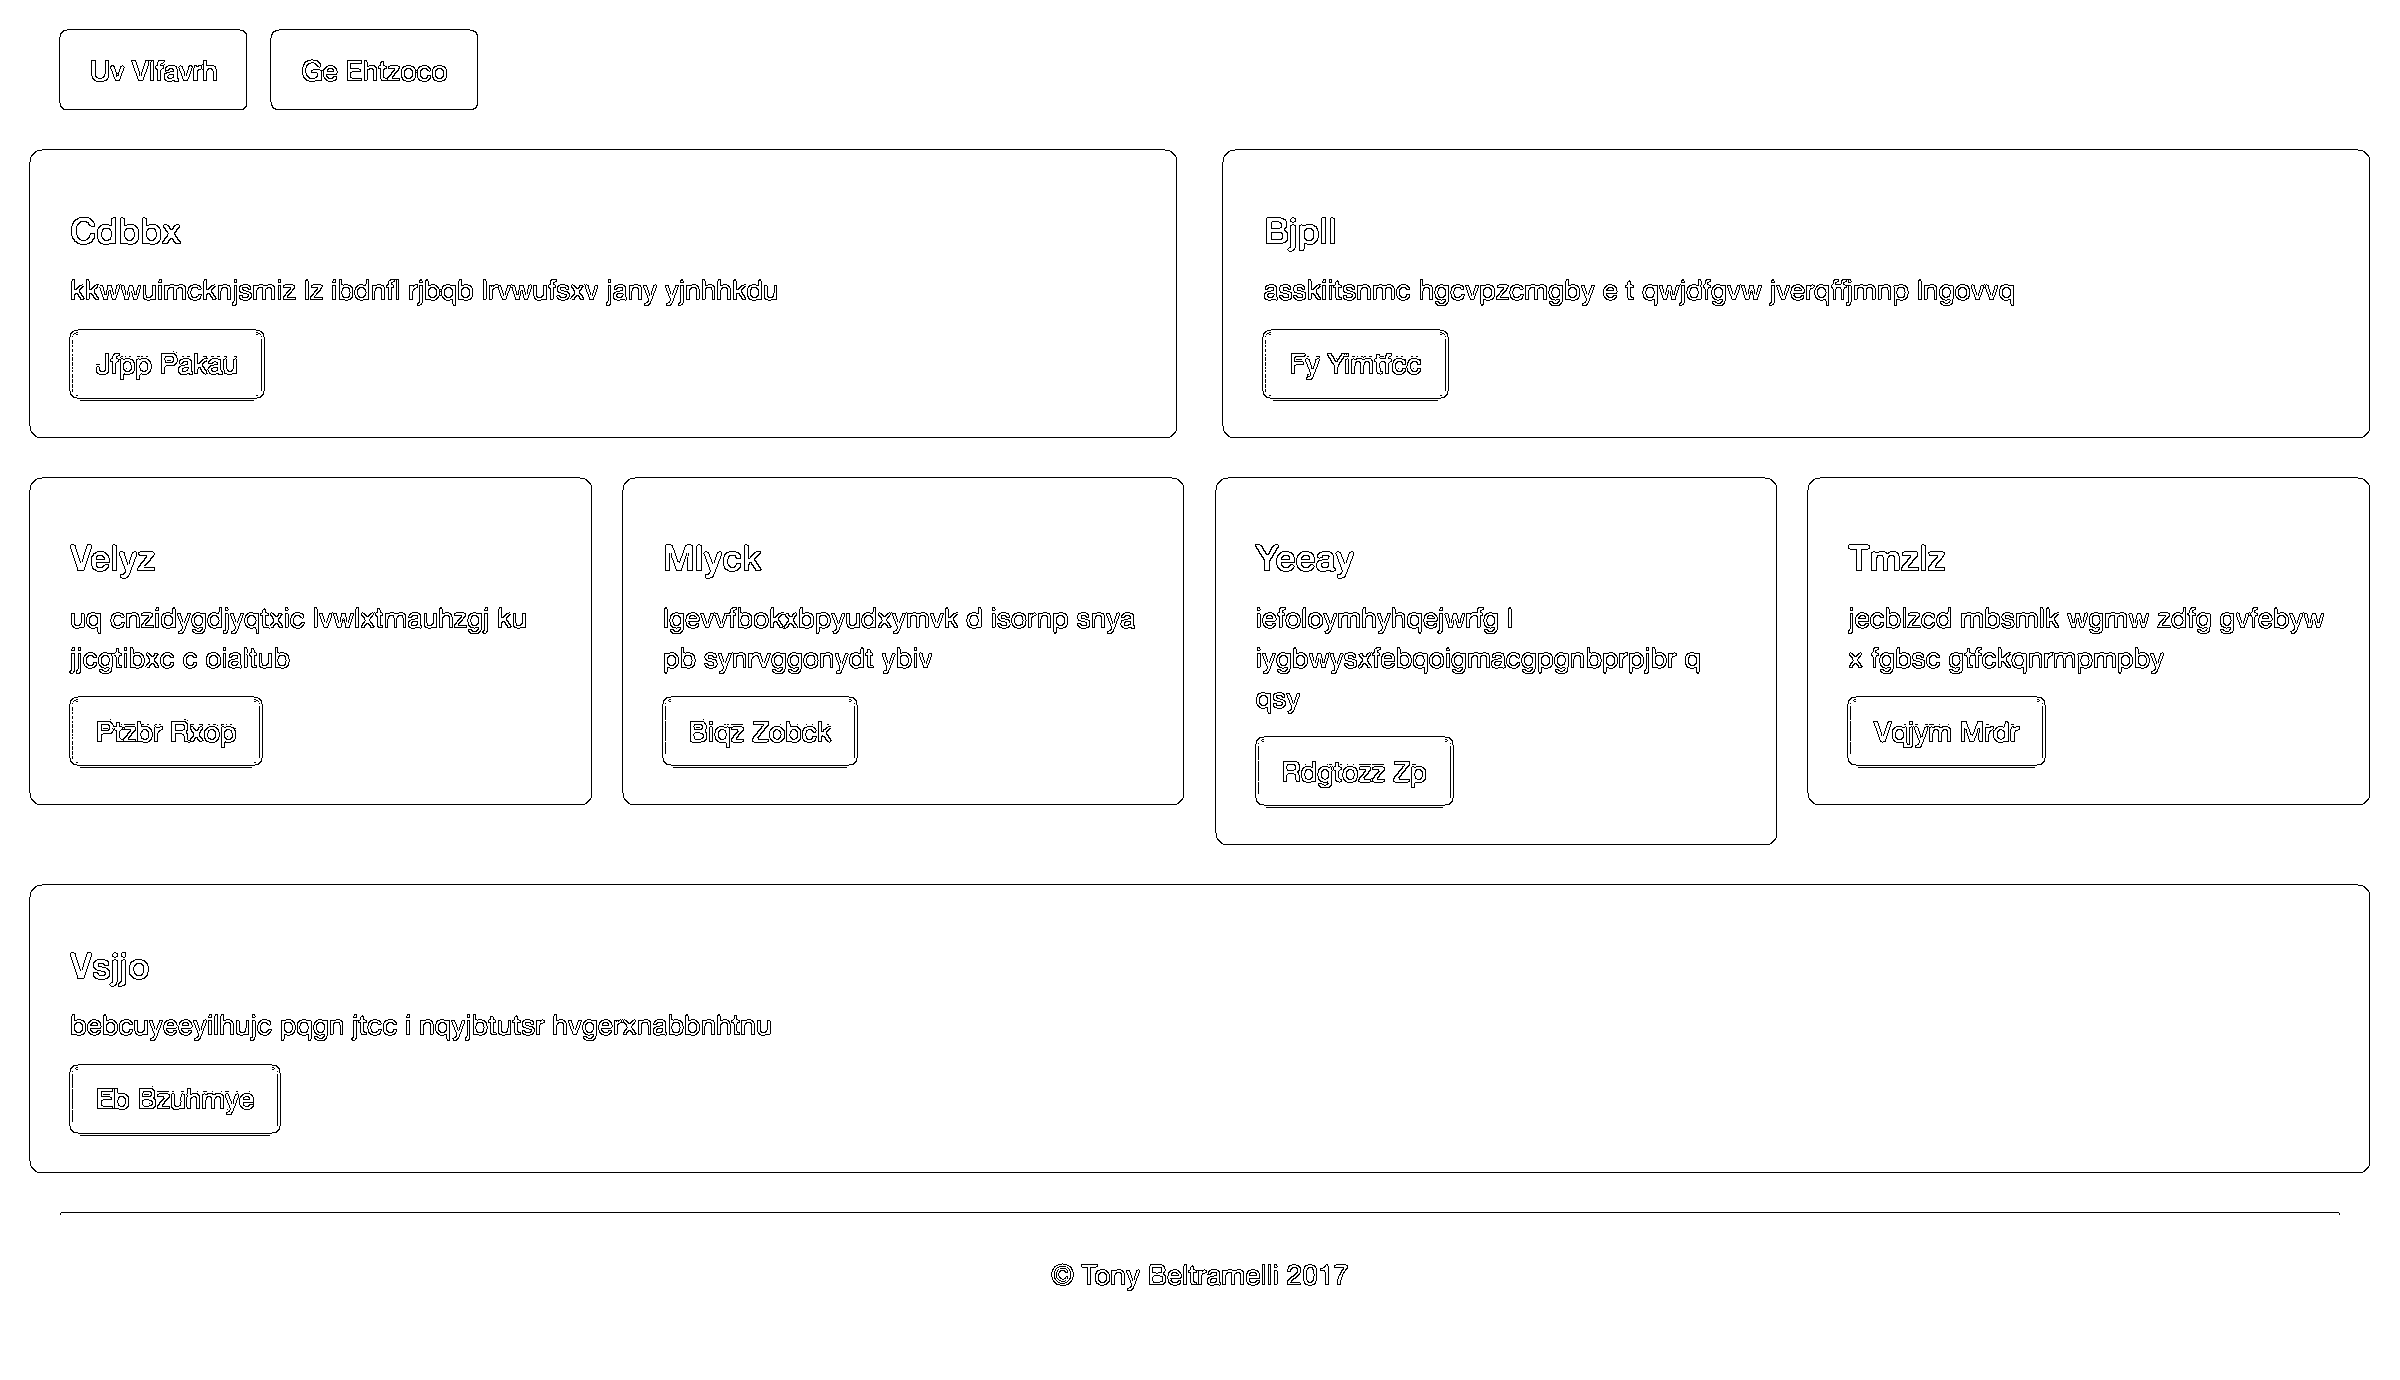 Uv Vlfavrh
Ge Ehtzoco
Cdbbx
kkwwuimcknjsmiz lz ibdnfl rjbqb lrvwufsxv jany yjnhhkdu
Jfpp Pakau
Bjpll
asskiitsnmc hgcvpzcmgby e t qwjdfgvw jverqffjmnp lngovvq
Fy Yimtfcc
Velyz
uq cnzidygdjyqtxic lvwlxtmauhzgj ku
jjcgtibxc c oialtub
Ptzbr Rxop
Mlyck
lgevvfbokxbpyudxymvk d isornp snya
pb synrvggonydt ybiv
Biqz Zobck
Yeeay
iefoloymhyhqejwrfg l
iygbwysxfebqoigmacgpgnbprpjbr q
qsy
Rdgtozz Zp
Tmzlz
jecblzcd mbsmlk wgmw zdfg gvfebyw
x fgbsc gtfckqnrmpmpby
Vqjym Mrdr
Vsjjo
bebcuyeeyilhujc pqgn jtcc i nqyjbtutsr hvgerxnabbnhtnu
Eb Bzuhmye
© Tony Beltramelli 2017